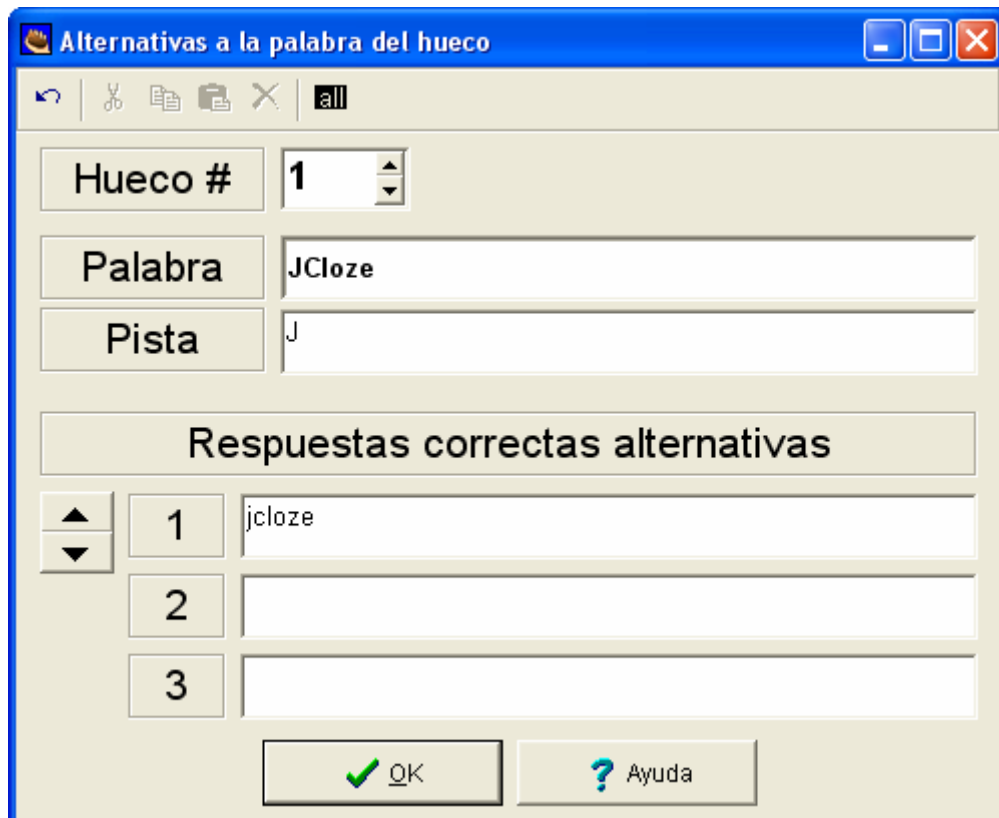 Alternativas a la palabra del hueco
all
Hueco # 1
Palabra JCloze
Pista J
Respuestas correctas alternativas
1 jcloze
2
3
OK ? Ayuda